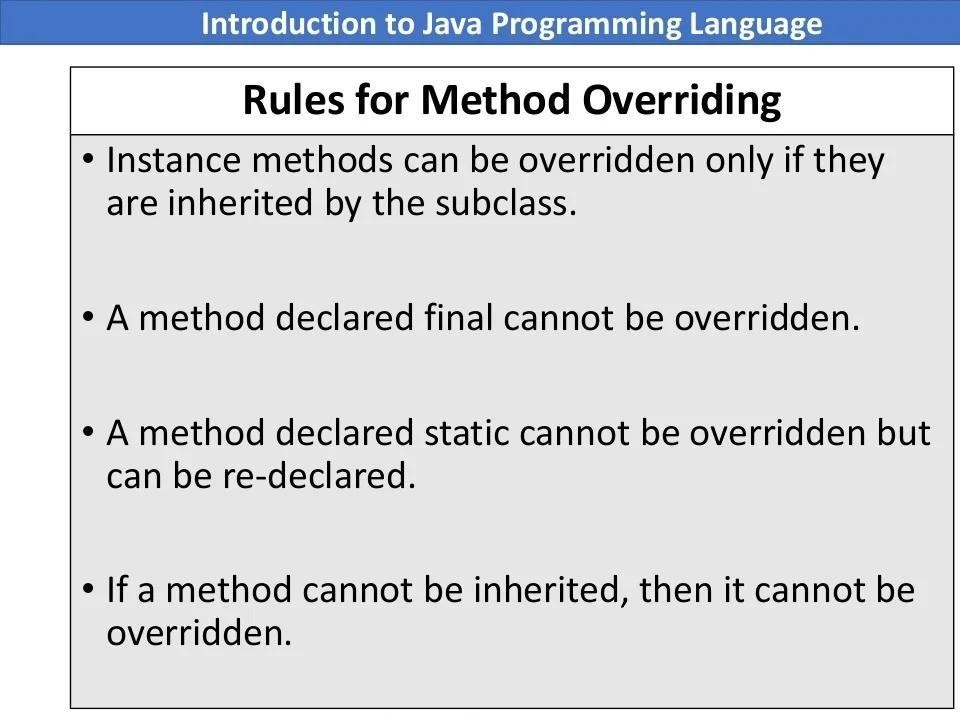 Introduction to Java Programming Language
Rules for Method Overriding
• Instance methods can be overridden only if they
are inherited by the subclass.
• A method declared final cannot be overridden.
• A method declared static cannot be overridden but
can be re-declared.
• If a method cannot be inherited, then it cannot be
overridden.